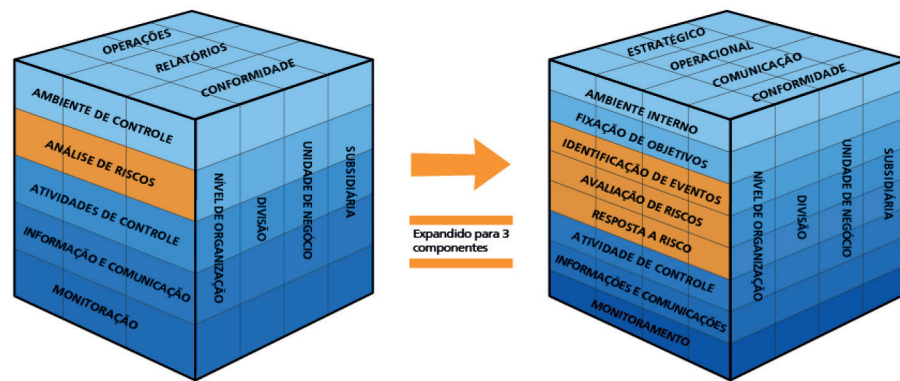 OPERAÇÕES
RELATÓRIOS
CONFORMIDADE
AMBIENTE DE CONTROLE
ANÁLISE DE RISCOS
ATIVIDADES DE CONTROLE
INFORMAÇÃO E COMUNICAÇÃO
MONITORAÇÃO
NÍVEL DE ORGANIZAÇÃO
DIVISÃO
UNIDADE DE NEGÓCIO
SUBSIDIÁRIA
Expandido para 3
componentes
ESTRATÉGICO
OPERACIONAL
COMUNICAÇÃO
CONFORMIDADE
AMBIENTE INTERNO
FIXAÇÃO DE OBJETIVOS
IDENTIFICAÇÃO DE EVENTOS
AVALIAÇÃO DE RISCOS
RESPOSTA A RISCO
ATIVIDADE DE CONTROLE
INFORMAÇÕES E COMUNICAÇÕES
MONITORAMENTO
NÍVEL DE ORGANIZAÇÃO
DIVISÃO
UNIDADE DE NEGÓCIO
SUBSIDIÁRIA